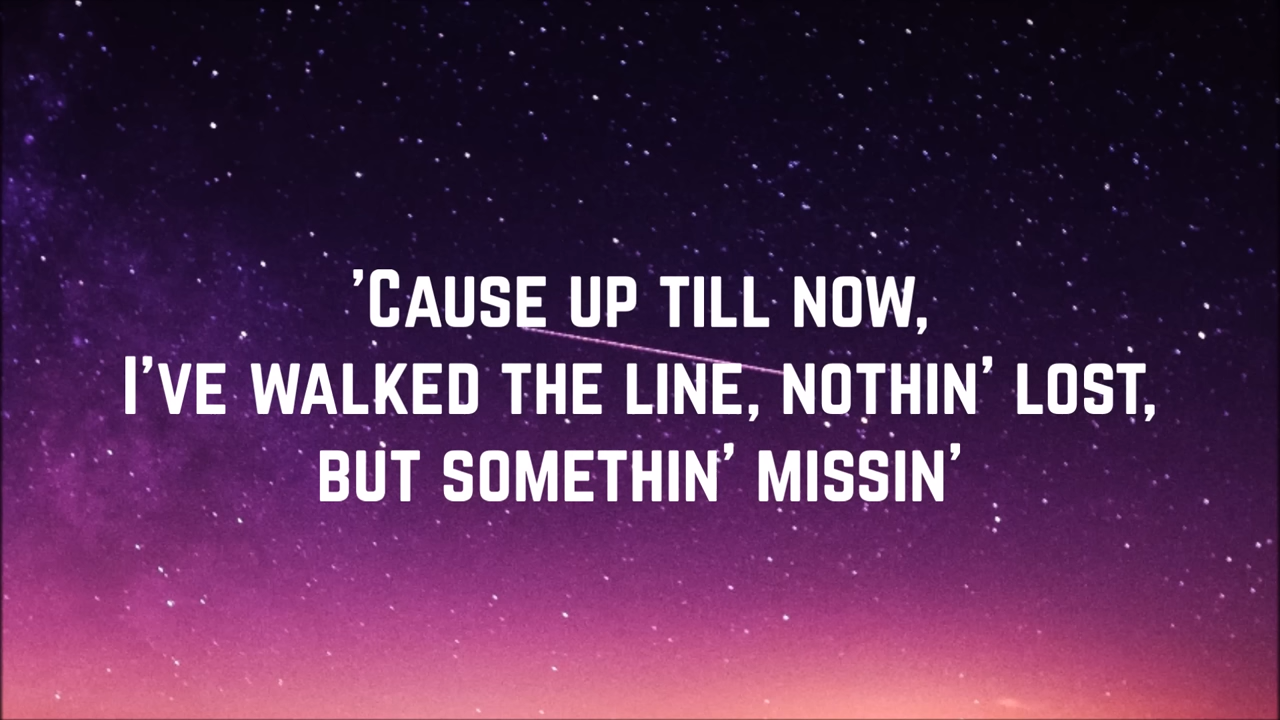 'Cause up till now,
I've walked the line, nothin' lost,
but somethin' missin'